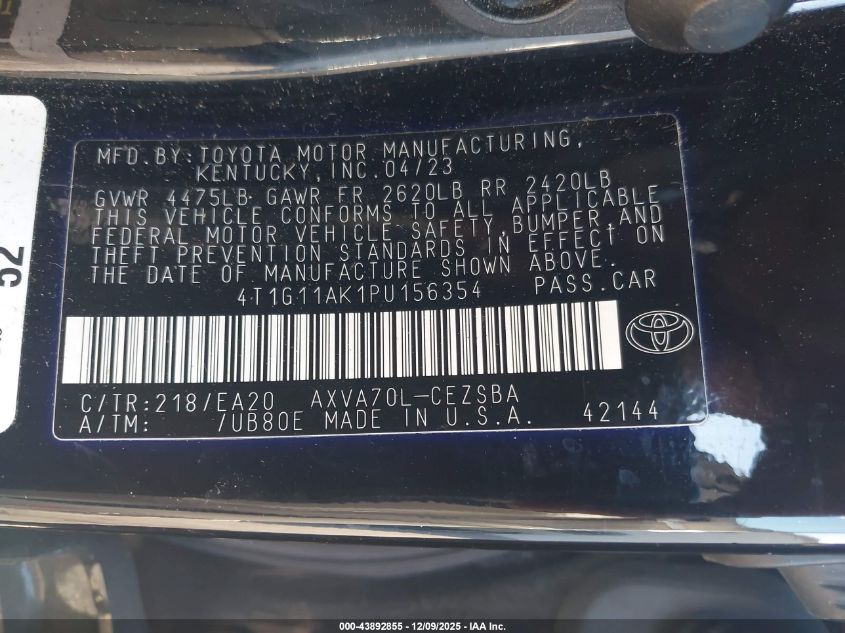 MFD.BY:TOYOTA MOTOR MANUFACTURING,
KENTUCKY,INC.04/23
GVWR 4475LB GAWR FR 2620LB RR 2420LB
THIS VEHICLE CONFORMS TO ALL APPLICABLE
FEDERAL MOTOR VEHICLE SAFETY,BUMPER,AND
THEFT PREVENTION STANDARDS IN EFFECT ON
THE DATE OF MANUFACTURE SHOWN ABOVE.
4T1G11AK1PU156354 PASS.CAR
C/TR:218/EA20 AXVA70L-CEZSBA
A/TM: /UB80E MADE IN U.S.A. 42144
52
000-43892855 - 12/09/2025 - IAA Inc.